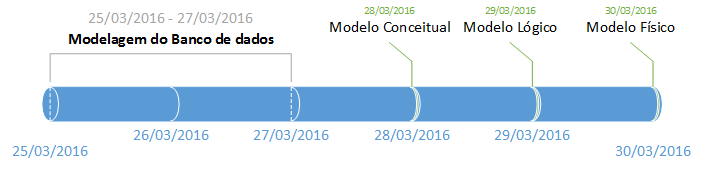 25/03/2016 - 27/03/2016
Modelagem do Banco de dados
28/03/2016
Modelo Conceitual
29/03/2016
Modelo Lógico
30/03/2016
Modelo Físico
25/03/2016
26/03/2016
27/03/2016
28/03/2016
29/03/2016
30/03/2016